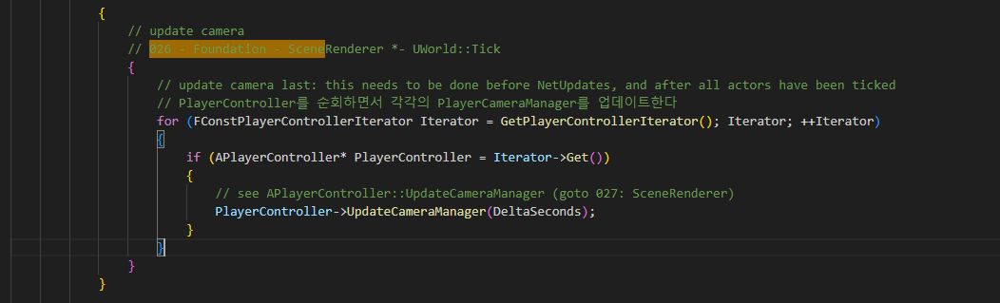 {
// update camera
// 026 - Foundation - SceneRenderer *- UWorld::Tick
{
// update camera last: this needs to be done before NetUpdates, and after all actors have been ticked
// PlayerController를 순회하면서 각각의 PlayerCameraManager를 업데이트한다
for (FConstPlayerControllerIterator Iterator = GetPlayerControllerIterator(); Iterator; ++Iterator)
{
if (APlayerController* PlayerController = Iterator->Get())
{
// see APlayerController::UpdateCameraManager (goto 027: SceneRenderer)
PlayerController->UpdateCameraManager(DeltaSeconds);
}
}
}
}